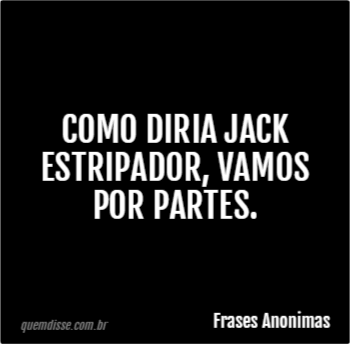 COMO DIRIA JACK
ESTRIPADOR, VAMOS
POR PARTES.
quemdisse.com.br
Frases Anonimas